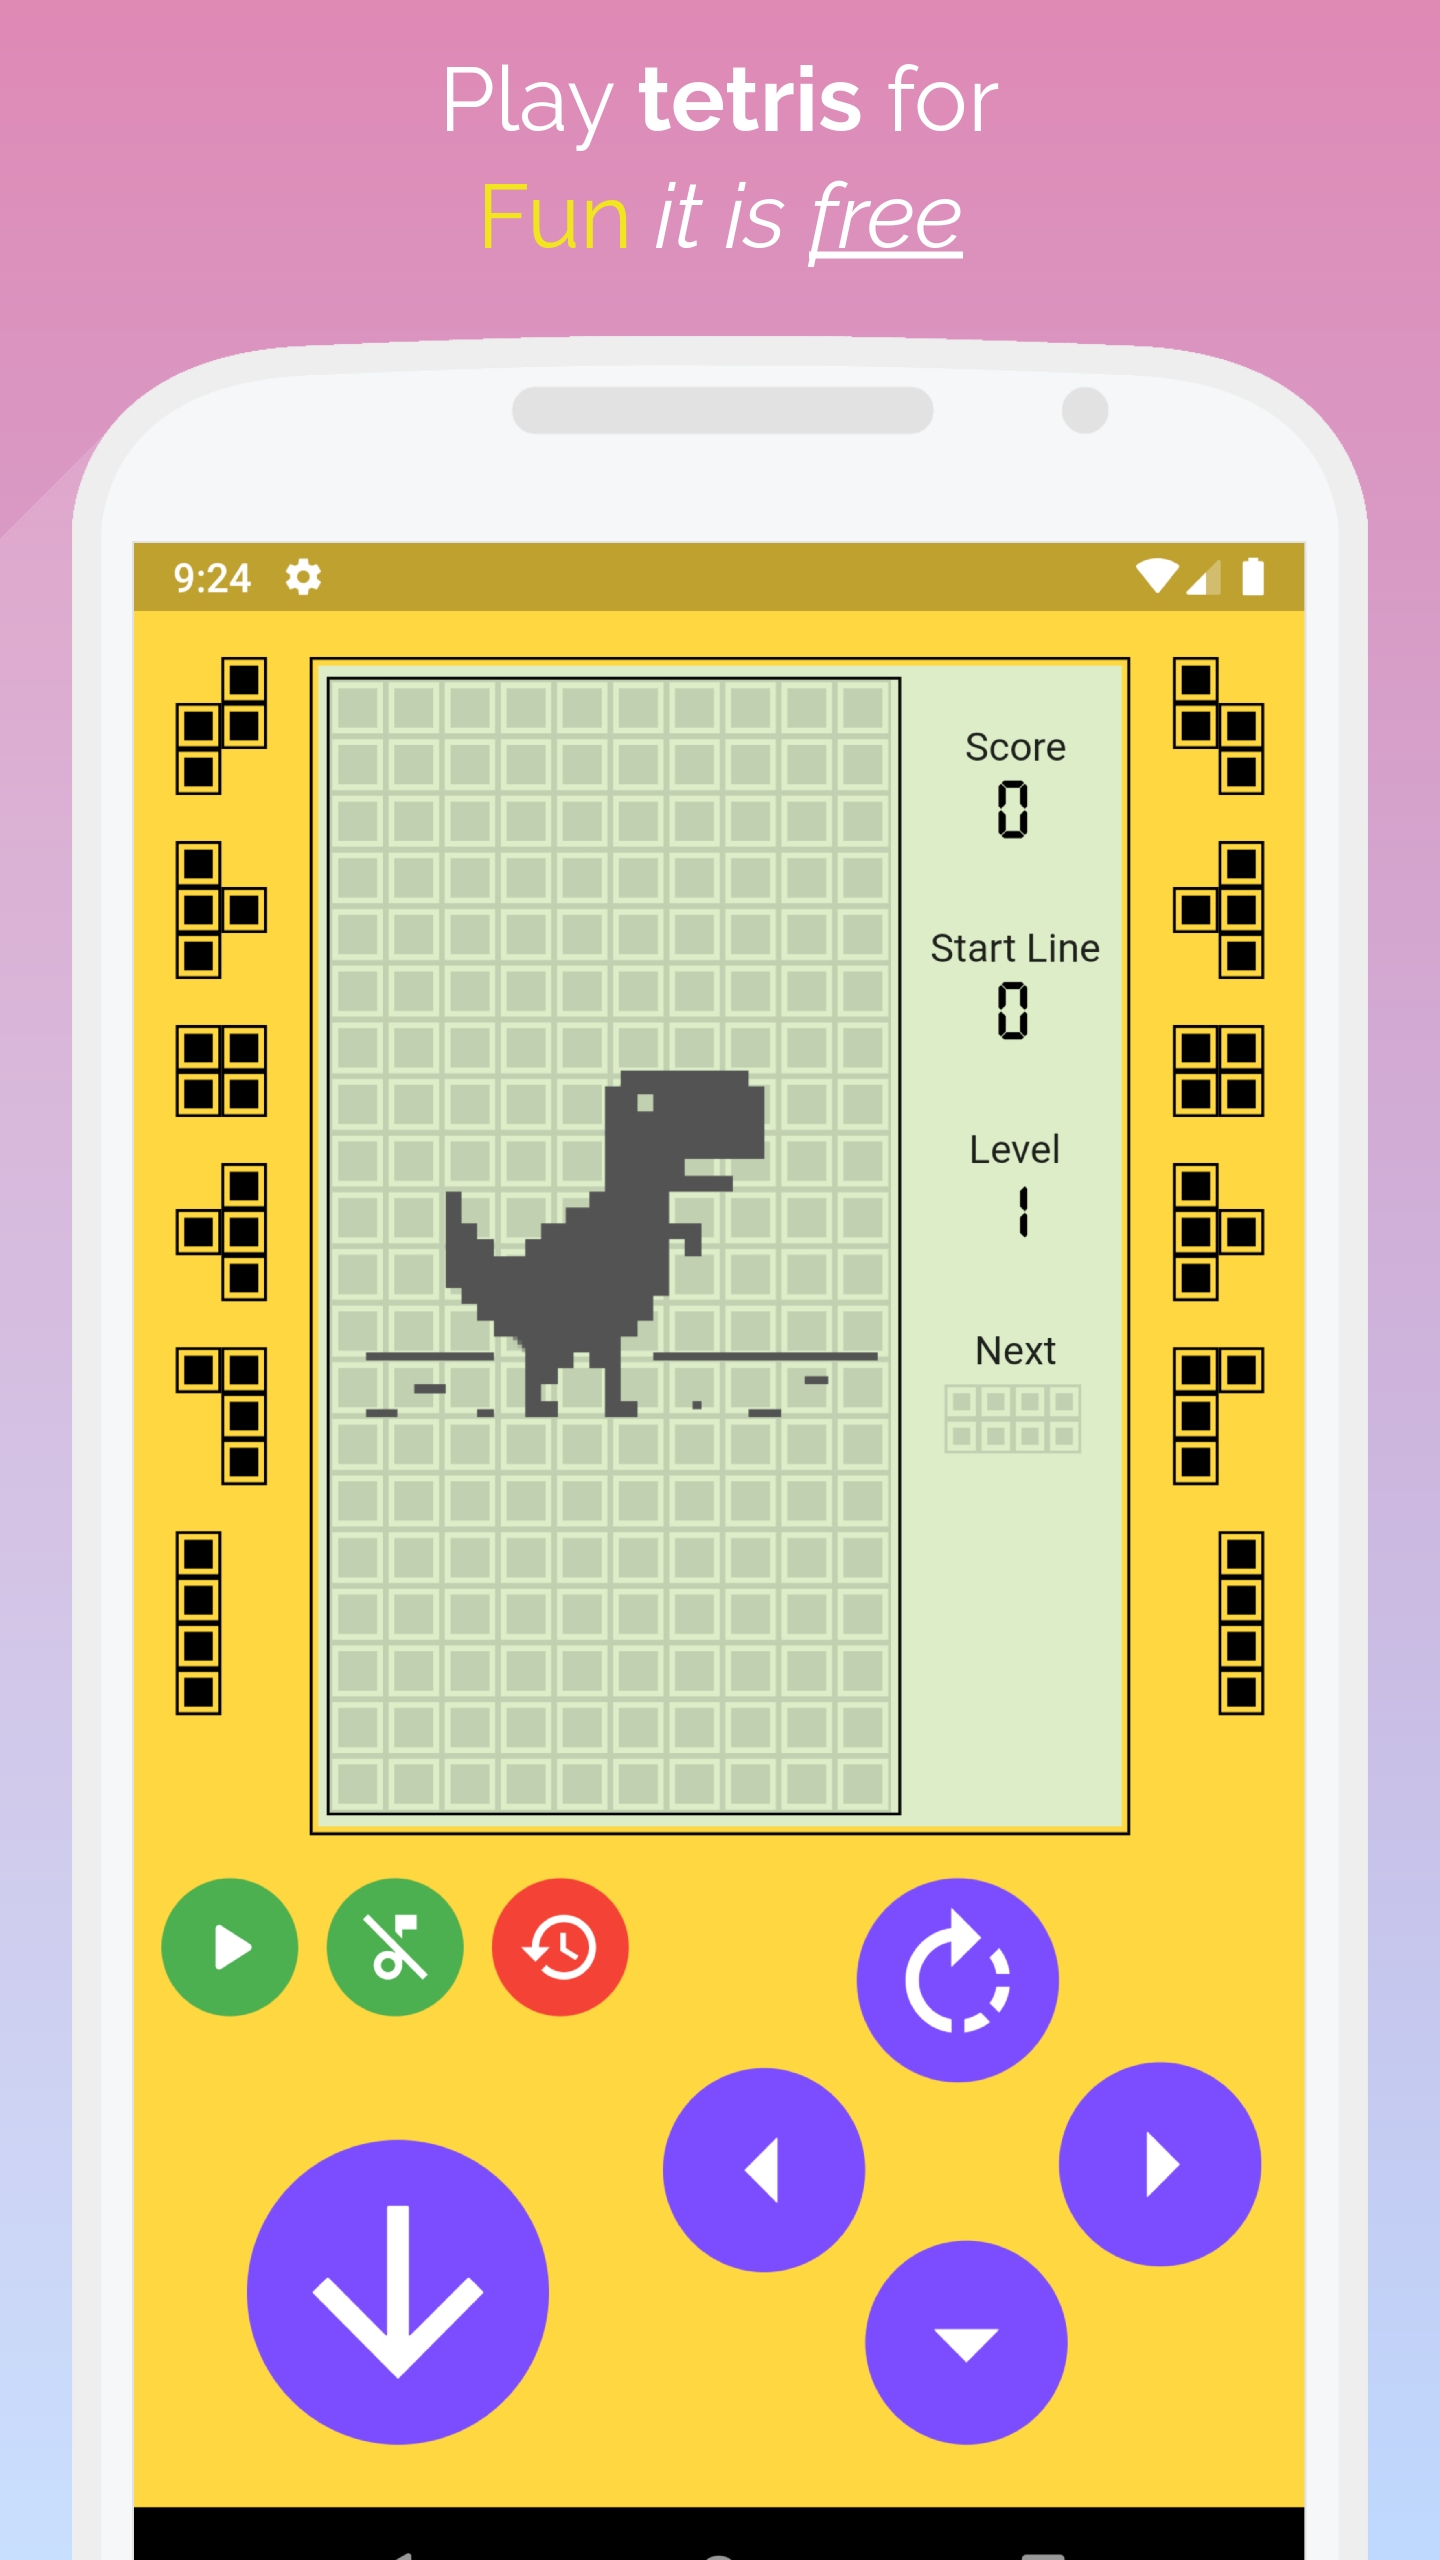 Play tetris for
Fun it is free
9:24
Score
0
Start Line
0
Level
1
Next